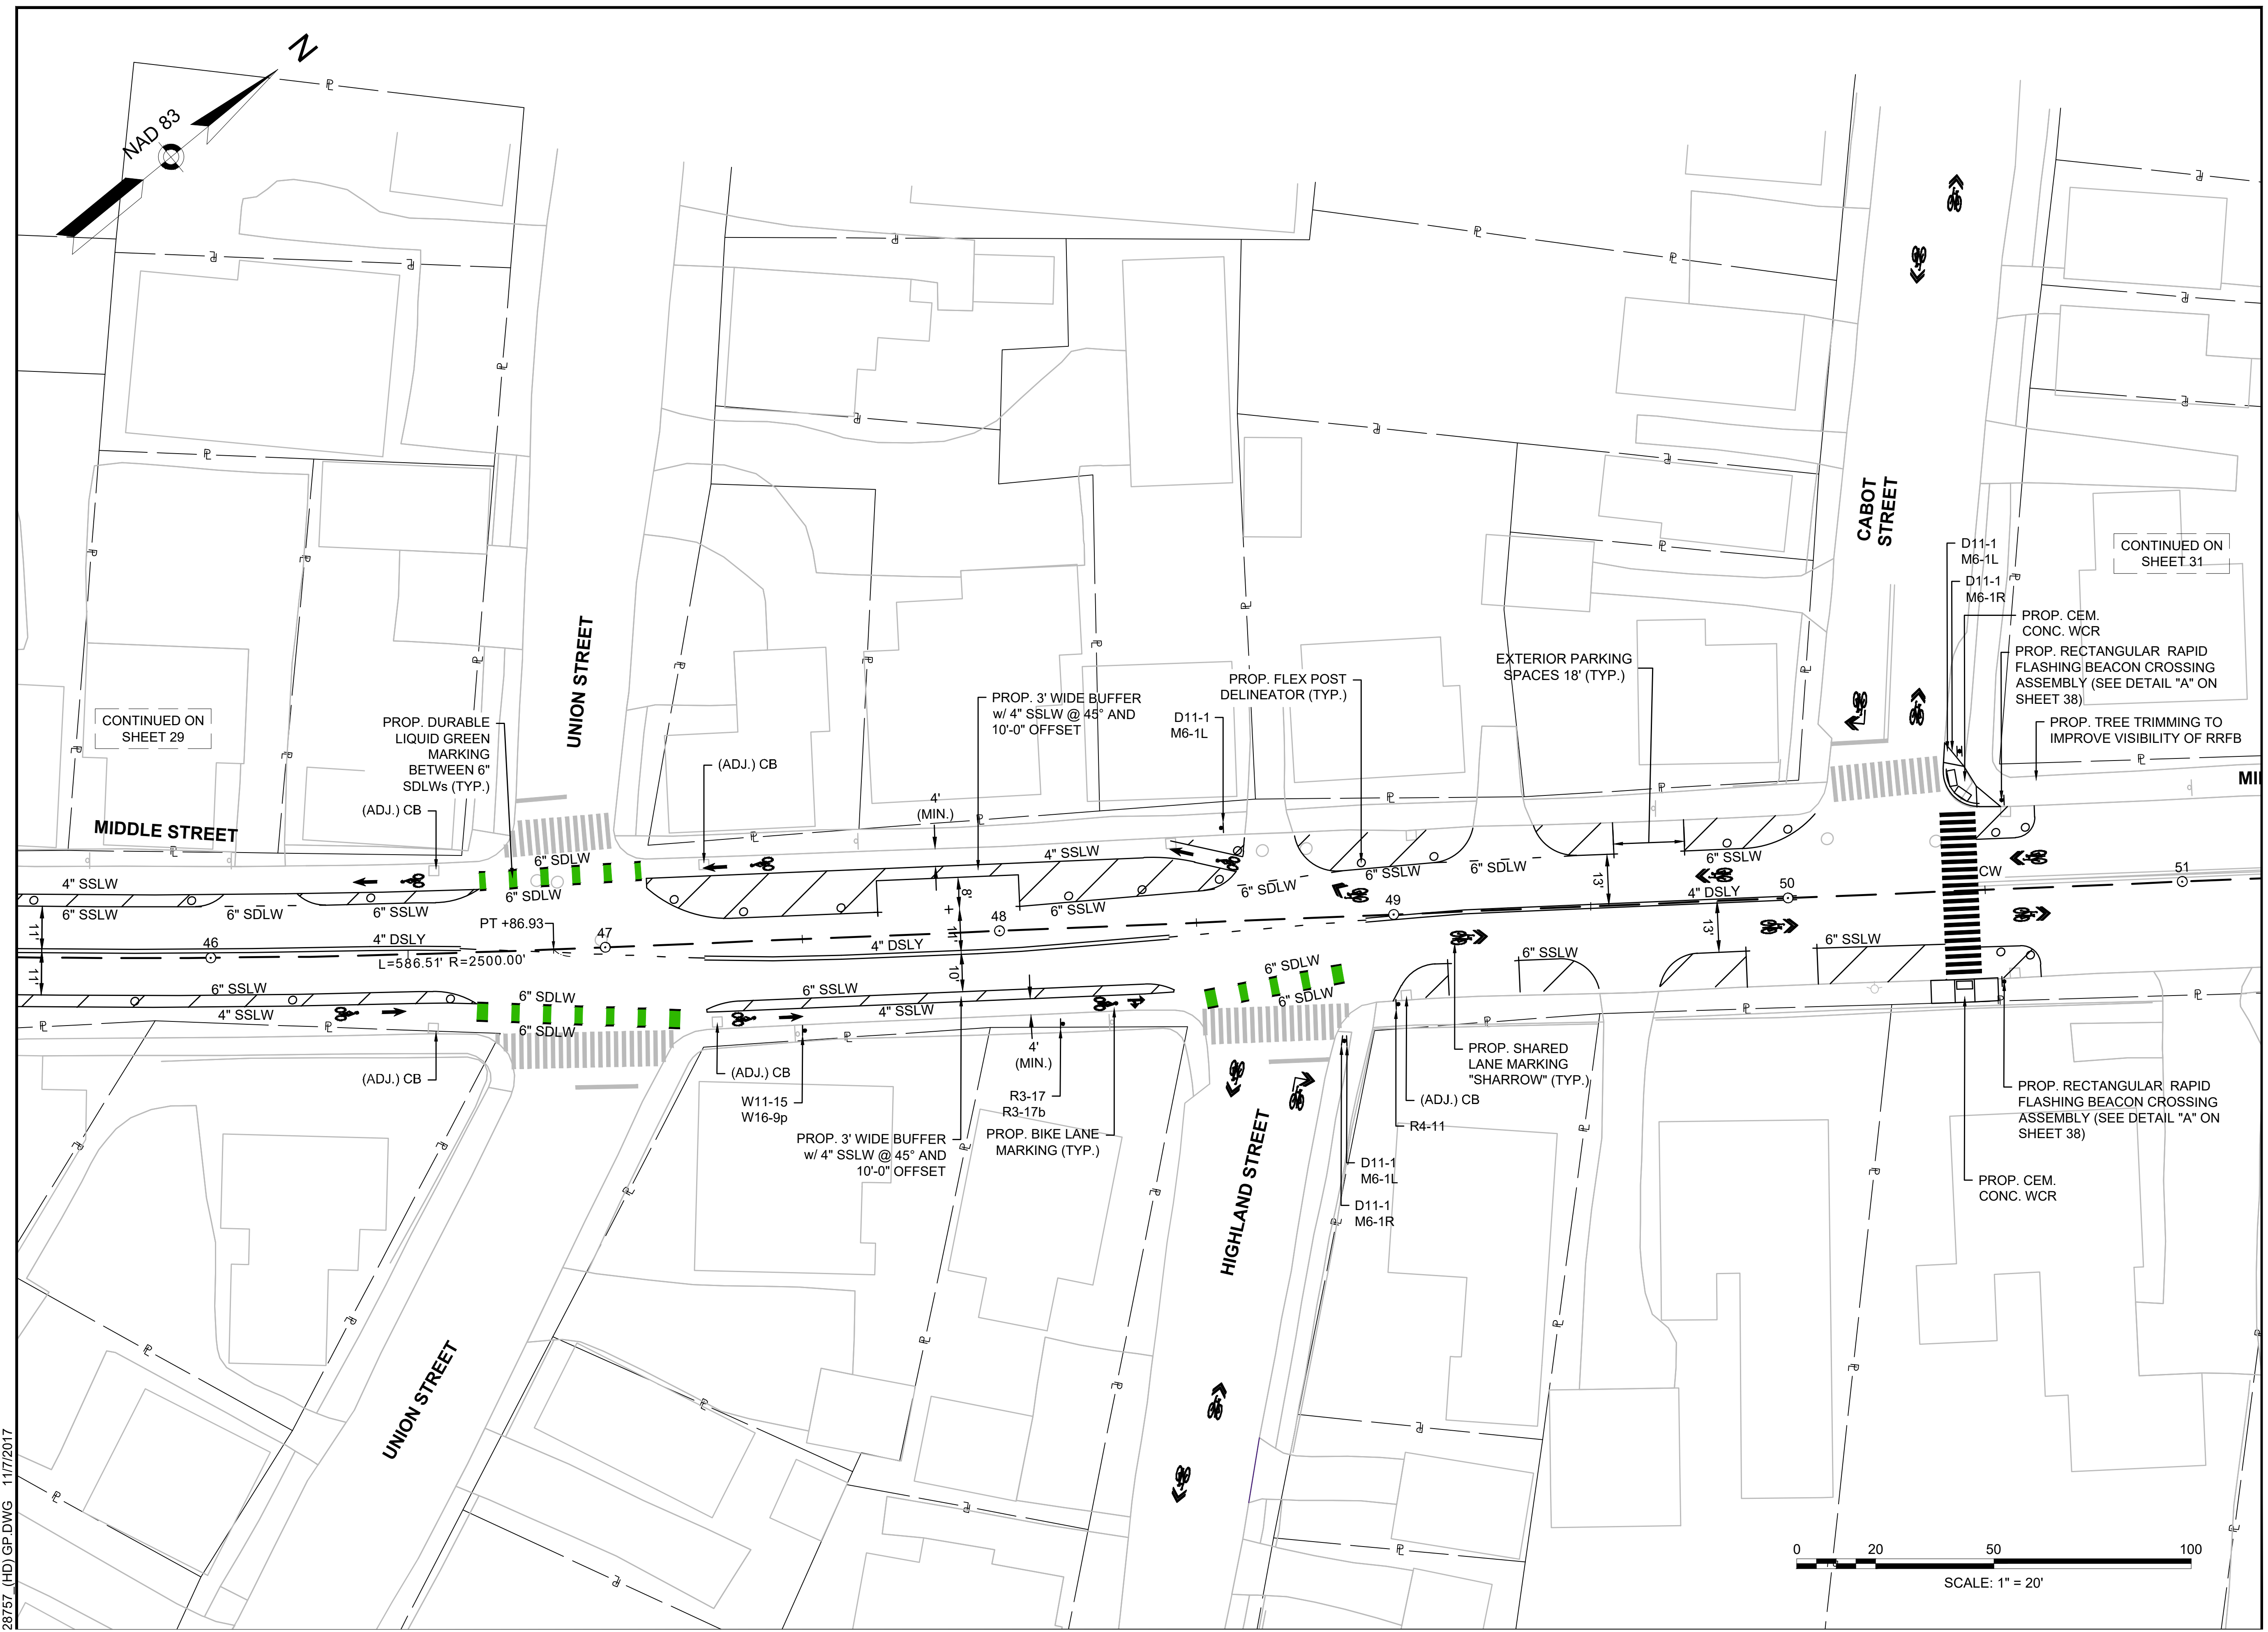 N
NAD 83
CABOT
STREET
D11-1
M6-1L
CONTINUED ON
SHEET 31
D11-1
M6-1R
PROP. CEM.
CONC. WCR
PROP. RECTANGULAR RAPID
FLASHING BEACON CROSSING
ASSEMBLY (SEE DETAIL "A" ON
SHEET 38)
PROP. TREE TRIMMING TO
IMPROVE VISIBILITY OF RRFB
MI
UNION STREET
EXTERIOR PARKING
SPACES 18' (TYP.)
PROP. FLEX POST
DELINEATOR (TYP.)
PROP. 3' WIDE BUFFER
w/ 4" SSLW @ 45° AND
10'-0" OFFSET
D11-1
M6-1L
CONTINUED ON
SHEET 29
PROP. DURABLE
LIQUID GREEN
MARKING
BETWEEN 6"
SDLWs (TYP.)
(ADJ.) CB
(ADJ.) CB
4'
(MIN.)
MIDDLE STREET
6" SDLW
4" SSLW
4" SSLW
6" SSLW
6" SDLW
6" SSLW
6" SDLW
8'
6" SSLW
6" SDLW
6" SSLW
6" SDLW
6" SSLW
13'
4" DSLY
CW
11'
11'
46
4" DSLY
PT +86.93
47
L=586.51' R=2500.00'
4" DSLY
11'
48
10'
49
50
13'
51
6" SSLW
4" SSLW
6" SDLW
6" SDLW
6" SSLW
4" SSLW
6" SDLW
6" SDLW
6" SSLW
6" SSLW
(ADJ.) CB
(ADJ.) CB
W11-15
W16-9p
4'
(MIN.)
R3-17
R3-17b
PROP. 3' WIDE BUFFER
w/ 4" SSLW @ 45° AND
10'-0" OFFSET
PROP. BIKE LANE
MARKING (TYP.)
PROP. SHARED
LANE MARKING
"SHARROW" (TYP.)
(ADJ.) CB
R4-11
D11-1
M6-1L
D11-1
M6-1R
PROP. RECTANGULAR RAPID
FLASHING BEACON CROSSING
ASSEMBLY (SEE DETAIL "A" ON
SHEET 38)
PROP. CEM.
CONC. WCR
HIGHLAND STREET
UNION STREET
0 20 50 100
SCALE: 1" = 20'
28757_(HD) GP.DWG 11/7/2017